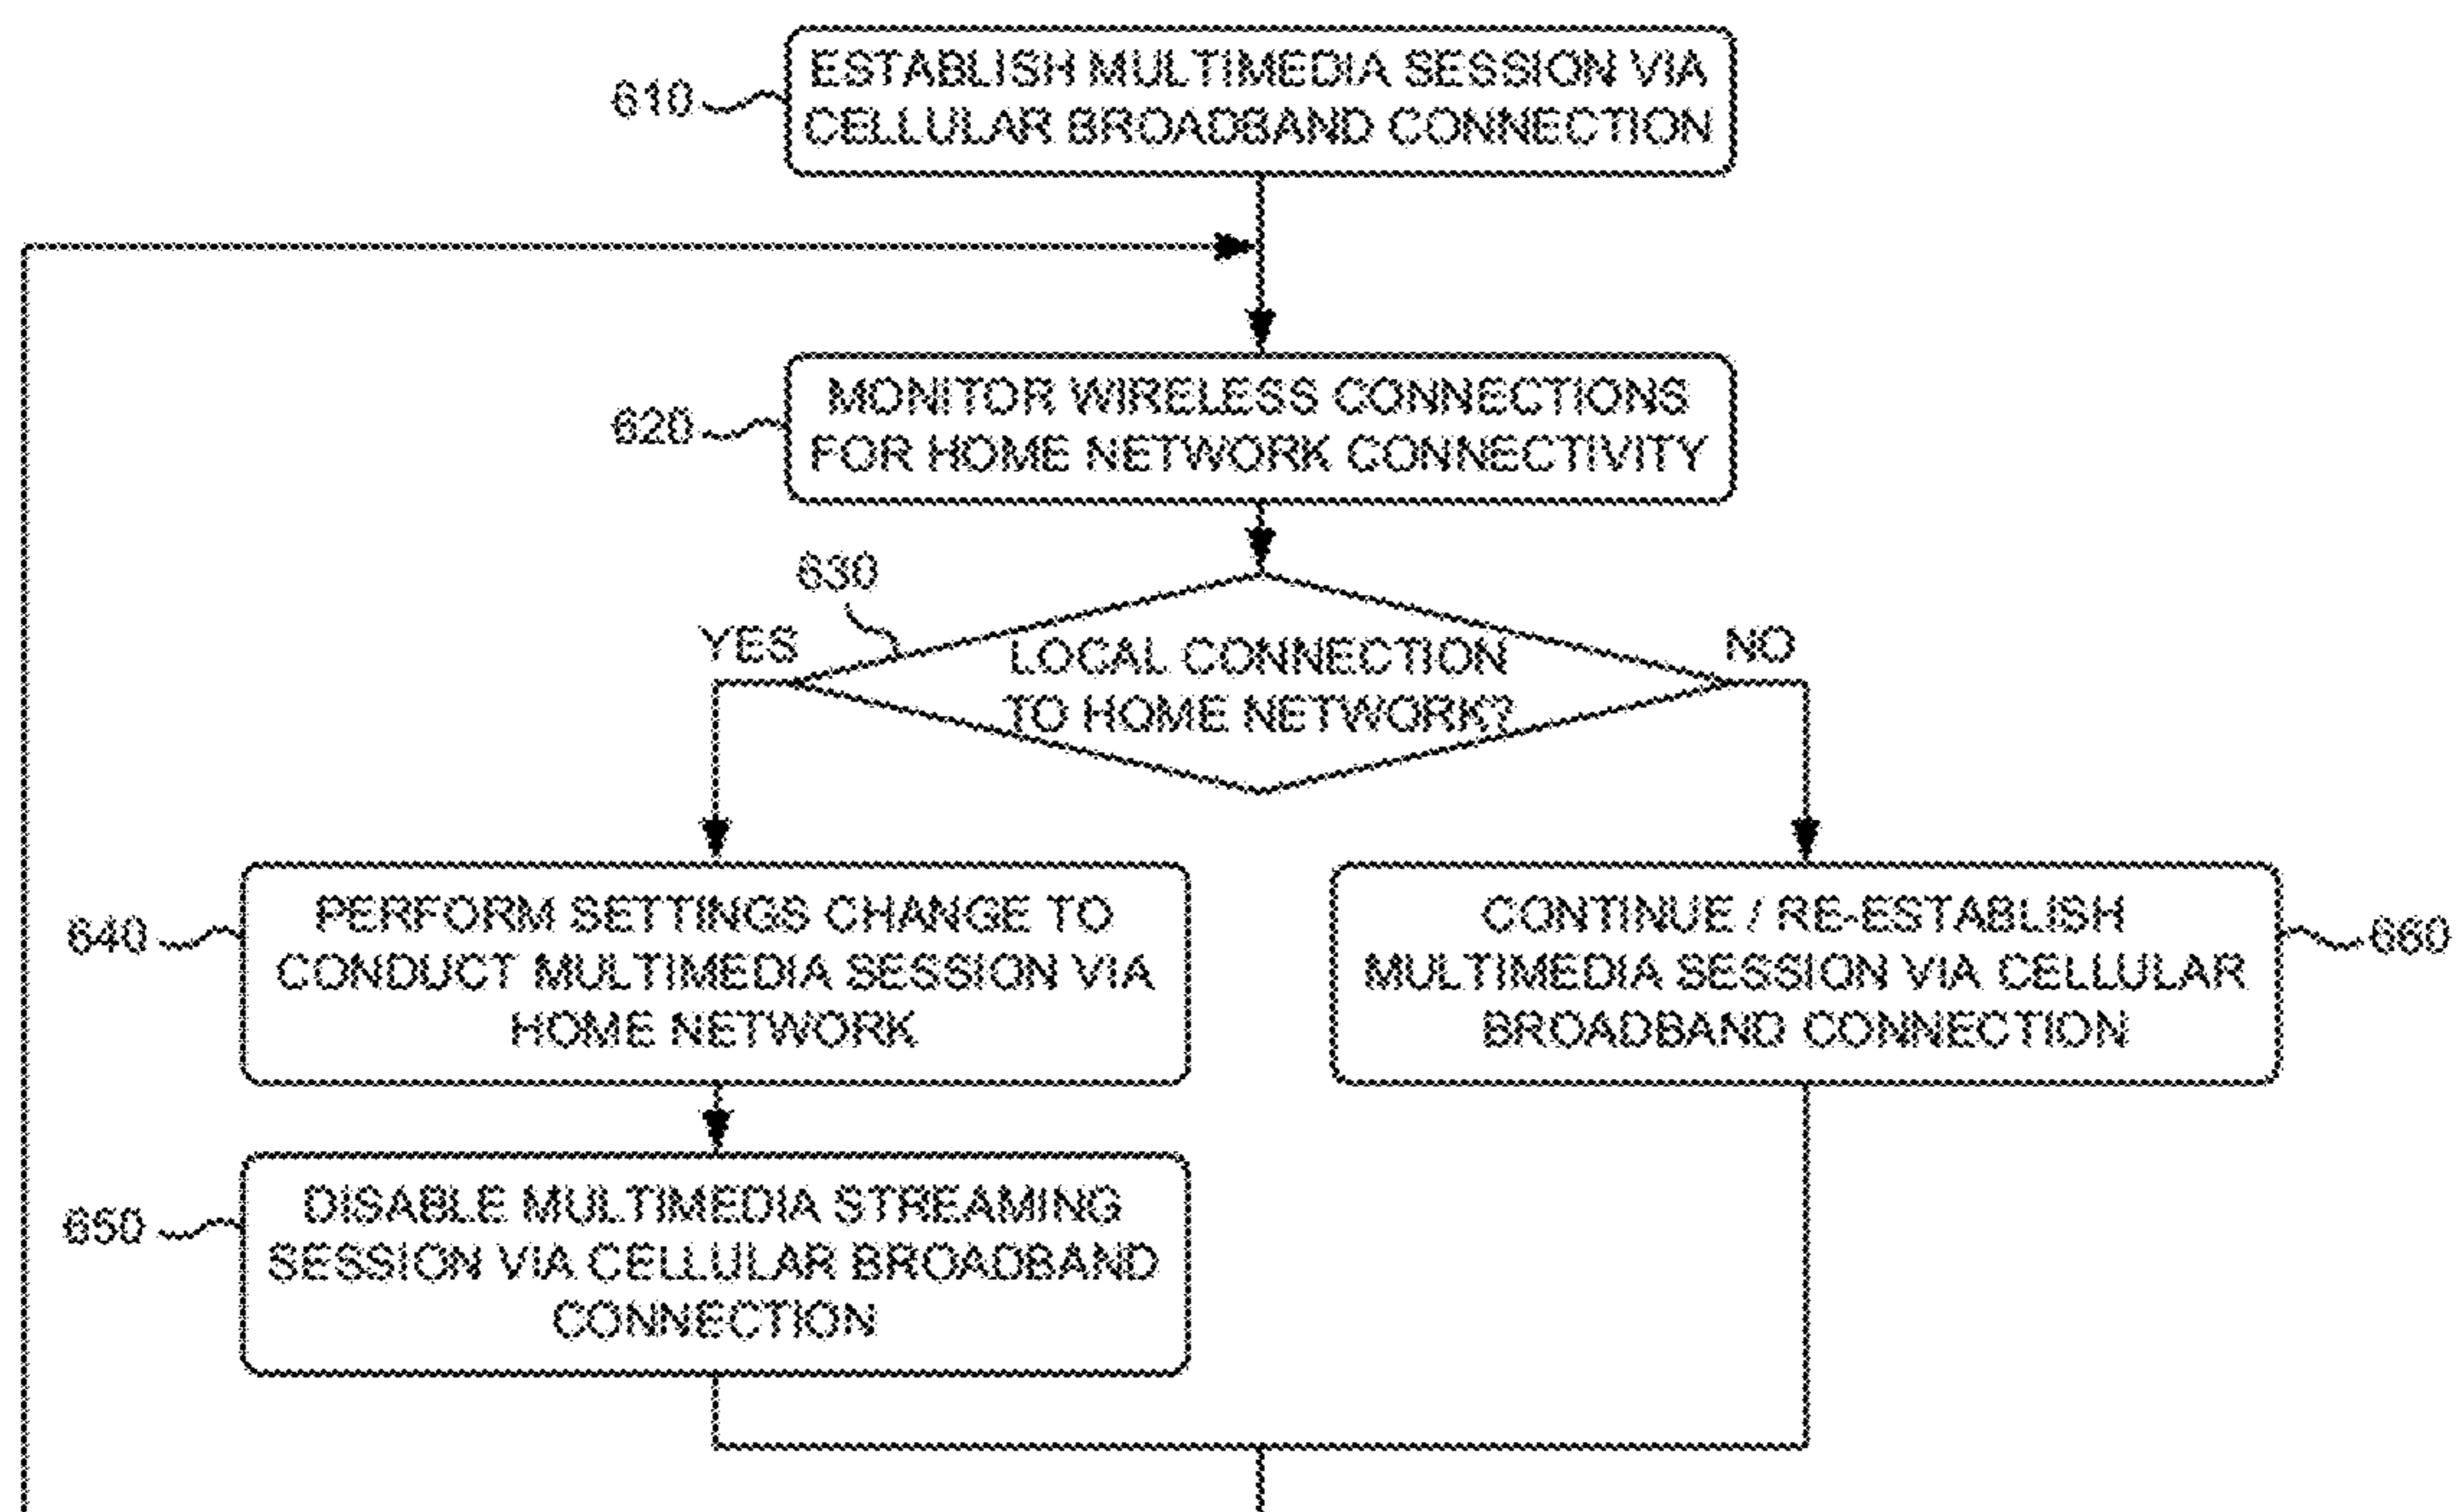 610
ESTABLISH MULTIMEDIA SESSION VIA
CELLULAR BROADBAND CONNECTION
620
MONITOR WIRELESS CONNECTIONS
FOR HOME NETWORK CONNECTIVITY
630
YES
LOCAL CONNECTION
TO HOME NETWORK?
NO
640
PERFORM SETTINGS CHANGE TO
CONDUCT MULTIMEDIA SESSION VIA
HOME NETWORK
CONTINUE / RE-ESTABLISH
MULTIMEDIA SESSION VIA CELLULAR
BROADBAND CONNECTION
660
650
DISABLE MULTIMEDIA STREAMING
SESSION VIA CELLULAR BROADBAND
CONNECTION